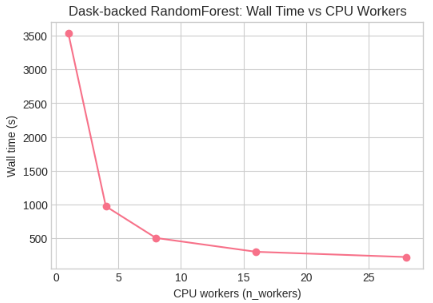 Dask-backed RandomForest: Wall Time vs CPU Workers
3500
3000
2500
2000
1500
1000
500
Wall time (s)
0 5 10 15 20 25
CPU workers (n_workers)